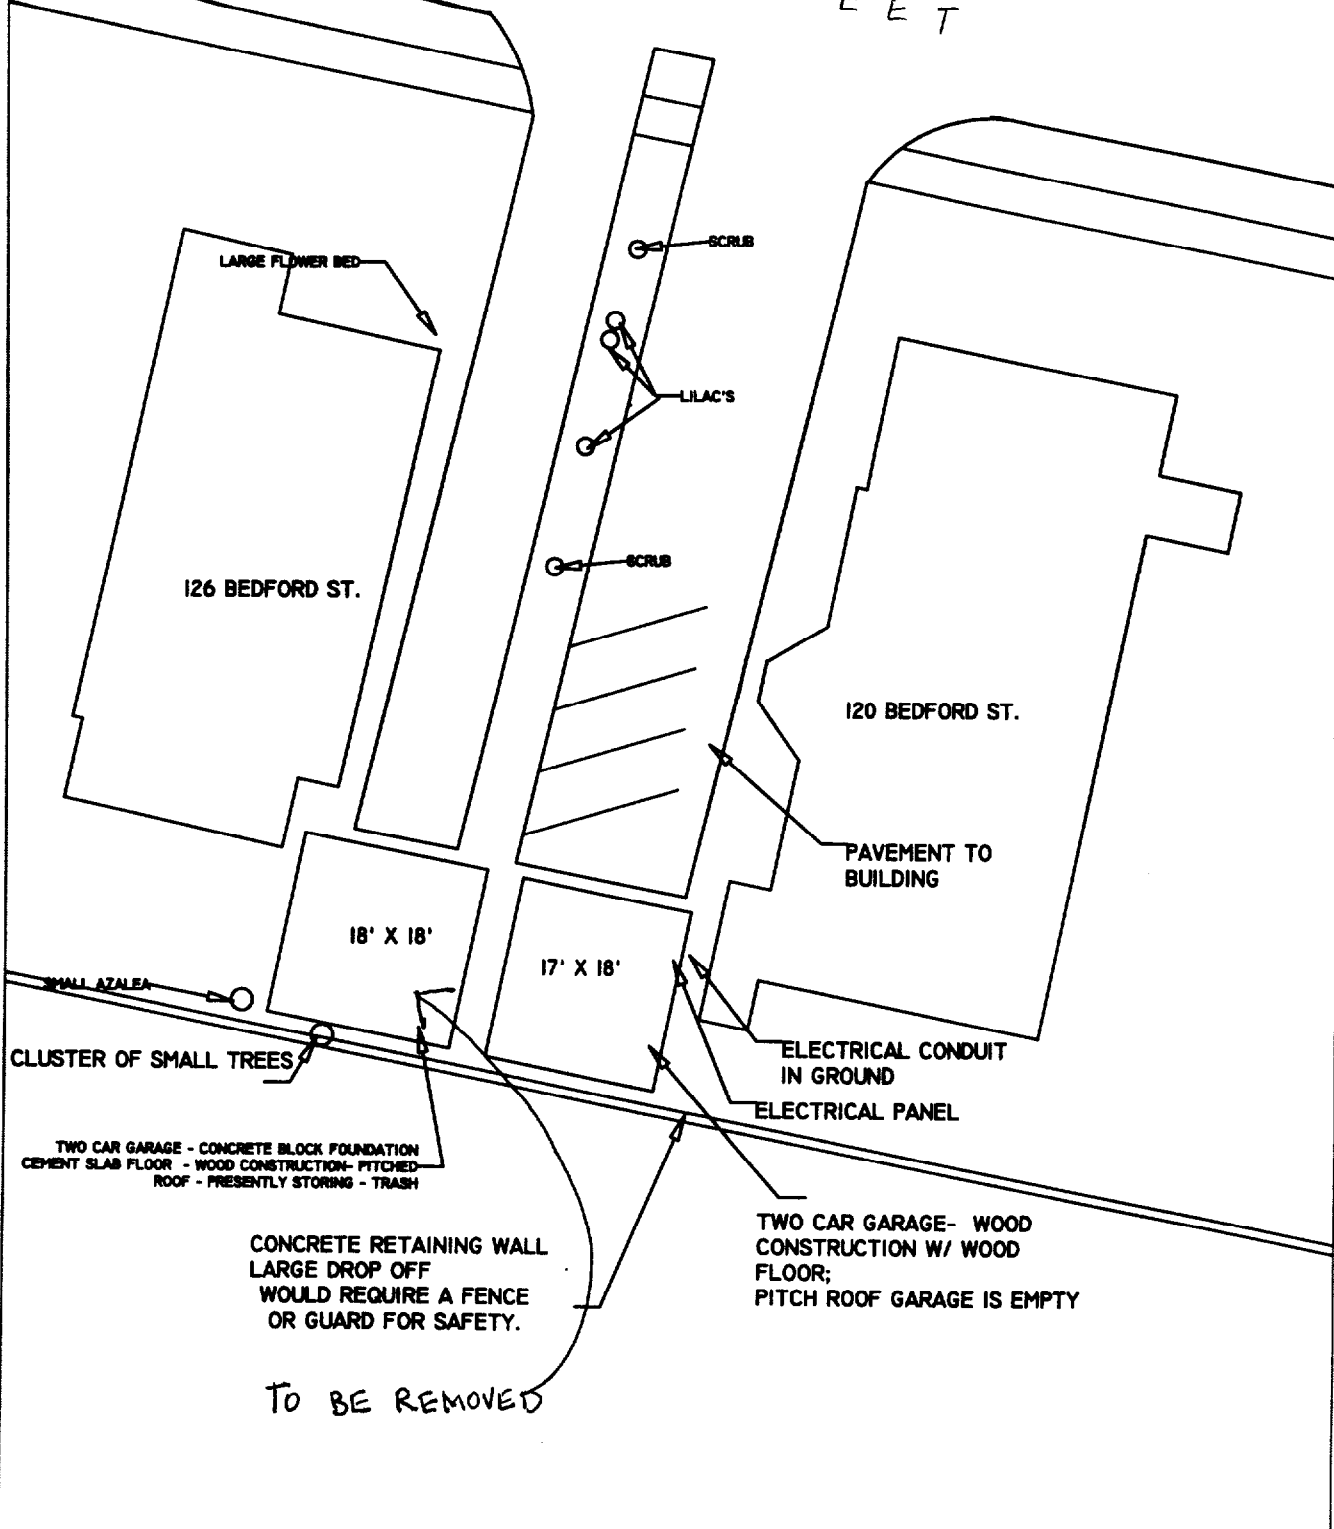 L E E T
SCRUB
LARGE FLOWER BED
LILAC'S
SCRUB
126 BEDFORD ST.
120 BEDFORD ST.
PAVEMENT TO
BUILDING
18' X 18'
17' X 18'
SMALL AZALEA
CLUSTER OF SMALL TREES
ELECTRICAL CONDUIT
IN GROUND
ELECTRICAL PANEL
TWO CAR GARAGE - CONCRETE BLOCK FOUNDATION
CEMENT SLAB FLOOR - WOOD CONSTRUCTION- PITCHED
ROOF - PRESENTLY STORING - TRASH
TWO CAR GARAGE- WOOD
CONSTRUCTION W/ WOOD
FLOOR;
PITCH ROOF GARAGE IS EMPTY
CONCRETE RETAINING WALL
LARGE DROP OFF
WOULD REQUIRE A FENCE
OR GUARD FOR SAFETY.
TO BE REMOVED